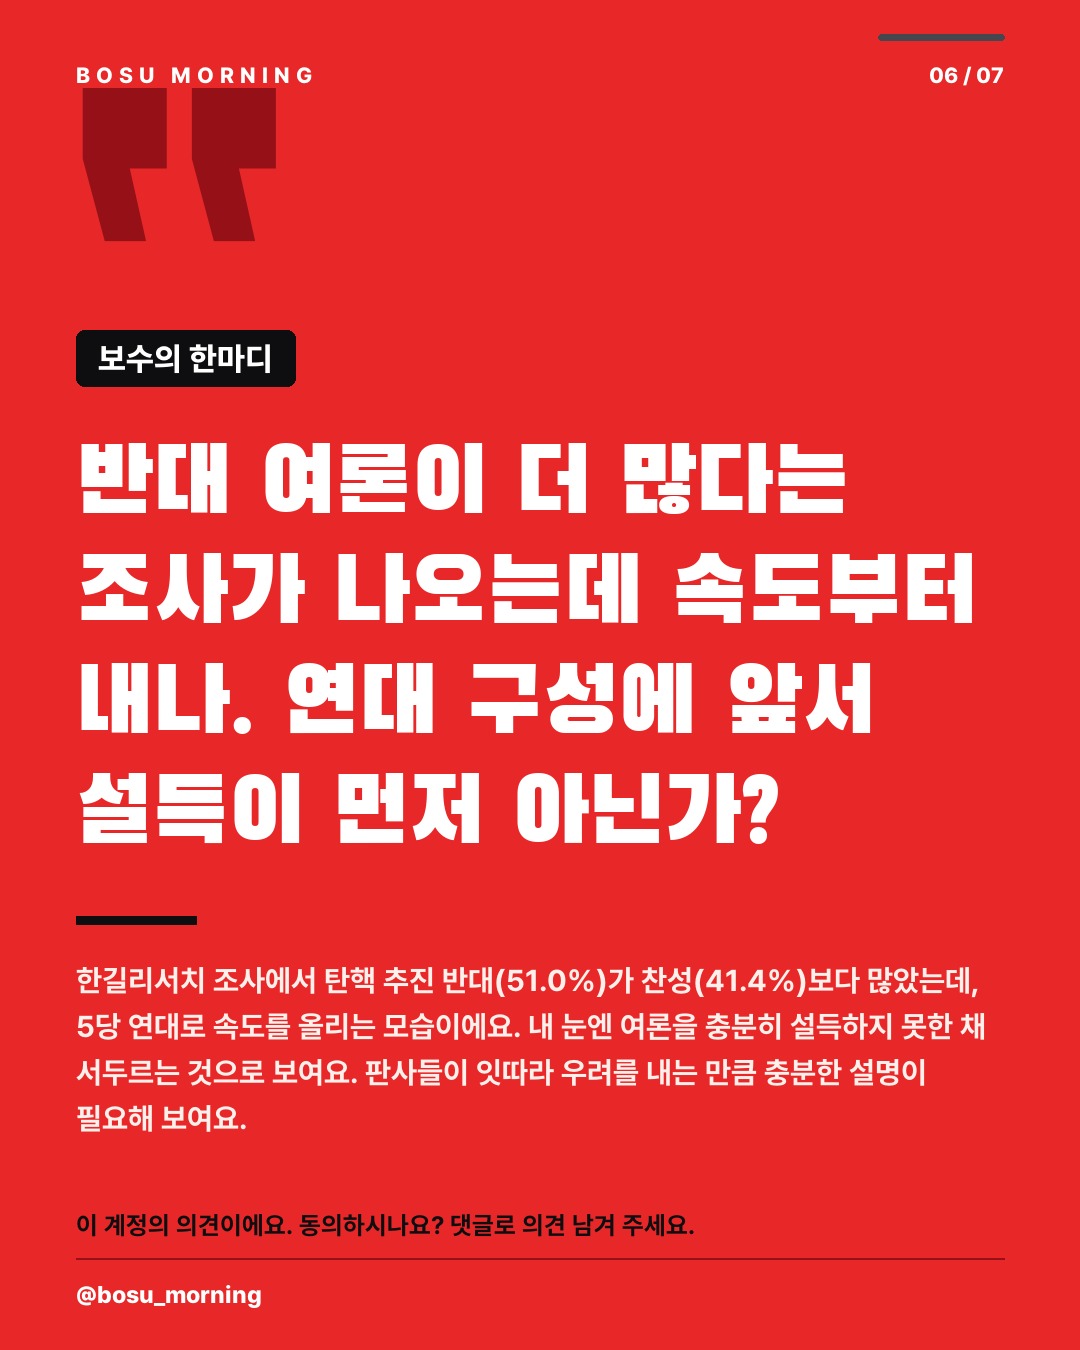 BOSU MORNING
06 / 07
보수의 한마디
반대 여론이 더 많다는
조사가 나오는데 속도부터
내나. 연대 구성에 앞서
설득이 먼저 아닌가?
한길리서치 조사에서 탄핵 추진 반대(51.0%)가 찬성(41.4%)보다 많았는데,
5당 연대로 속도를 올리는 모습이에요. 내 눈엔 여론을 충분히 설득하지 못한 채
서두르는 것으로 보여요. 판사들이 잇따라 우려를 내는 만큼 충분한 설명이
필요해 보여요.
이 계정의 의견이에요. 동의하시나요? 댓글로 의견 남겨 주세요.
@bosu_morning